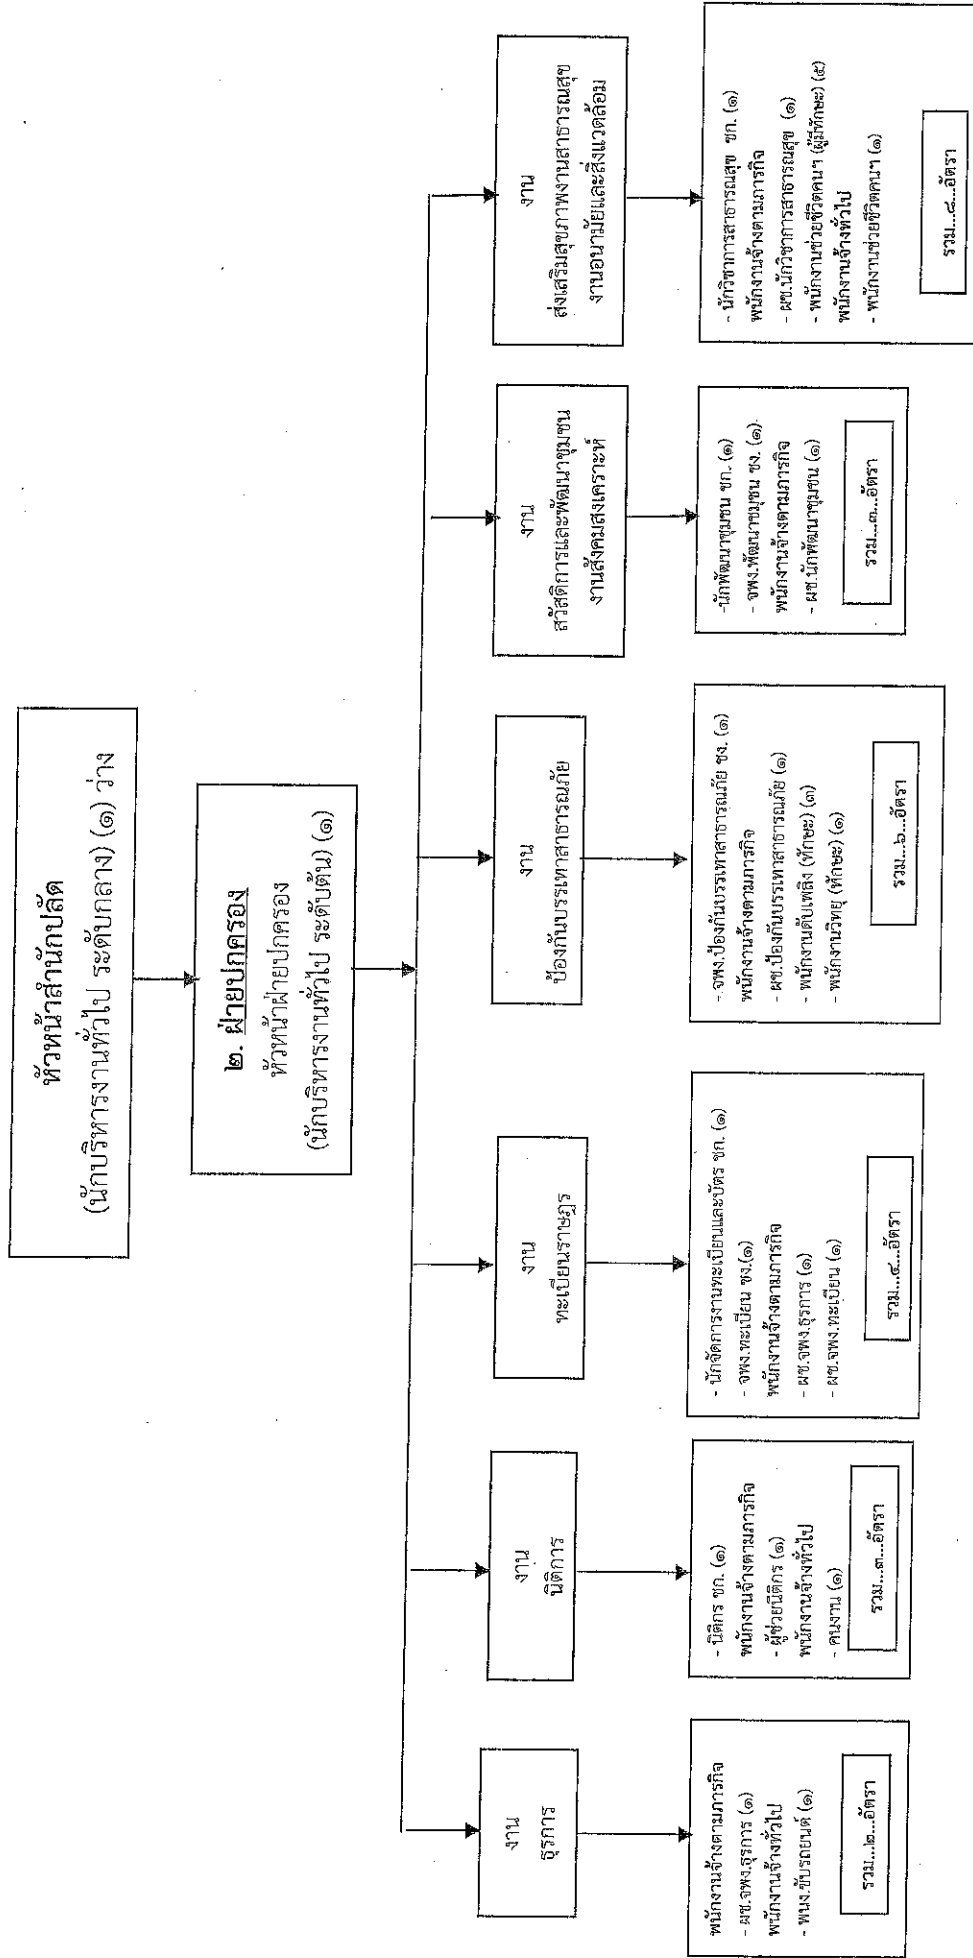 หัวหน้าสำนักปลัด
(นักบริหารงานทั่วไป ระดับกลาง) (๑) ว่าง
๒. ฝ่ายปกครอง
หัวหน้าฝ่ายปกครอง
(นักบริหารงานทั่วไป ระดับต้น) (๑)
งาน
ธุรการ
งาน
นิติการ
งาน
ทะเบียนราษฎร
งาน
ป้องกันบรรเทาสาธารณภัย
งาน
สวัสดิการและพัฒนาชุมชน
งานสังคมสงเคราะห์
งาน
ส่งเสริมสุขภาพงานสาธารณสุข
งานอนามัยและสิ่งแวดล้อม
พนักงานจ้างตามภารกิจ
- ผช.จพง.ธุรการ (๑)
พนักงานจ้างทั่วไป
- พนง.ขับรถยนต์ (๑)
รวม...๒...อัตรา
- นิติกร ชก. (๑)
พนักงานจ้างตามภารกิจ
- ผู้ช่วยนิติกร (๑)
พนักงานจ้างทั่วไป
- คนงาน (๑)
รวม...๓...อัตรา
- นักจัดการงานทะเบียนและบัตร ชก. (๑)
- จพง.ทะเบียน ชง.(๑)
พนักงานจ้างตามภารกิจ
- ผช.จพง.ธุรการ (๑)
- ผช.จพง.ทะเบียน (๑)
รวม...๔...อัตรา
- จพง.ป้องกันบรรเทาสาธารณภัย ชง. (๑)
พนักงานจ้างตามภารกิจ
- ผช.ป้องกันบรรเทาสาธารณภัย (๑)
- พนักงานดับเพลิง (ทักษะ) (๓)
- พนักงานวิทยุ (ทักษะ) (๑)
รวม...๖...อัตรา
-นักพัฒนาชุมชน ชก. (๑)
- จพง.พัฒนาชุมชน ชง. (๑)
พนักงานจ้างตามภารกิจ
- ผช.นักพัฒนาชุมชน (๑)
รวม...๓...อัตรา
- นักวิชาการสาธารณสุข ชก. (๑)
พนักงานจ้างตามภารกิจ
- ผช.นักวิชาการสาธารณสุข (๑)
- พนักงานช่วยชีวิตคนฯ (ผู้มีทักษะ) (๕)
พนักงานจ้างทั่วไป
- พนักงานช่วยชีวิตคนฯ (๑)
รวม...๘...อัตรา